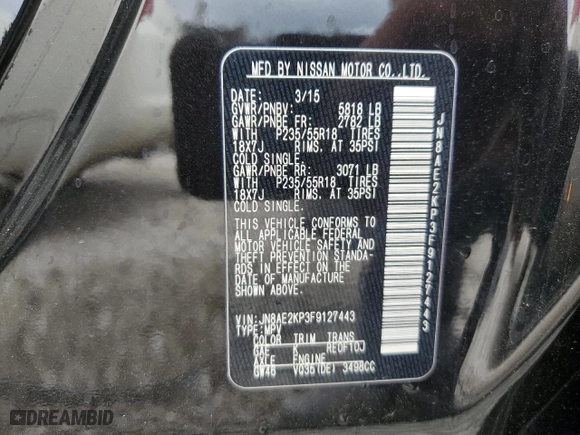 MFD BY NISSAN MOTOR CO.,LTD.
DATE: 3/15
GVWR/PNBV: 5818 LB
GAWR/PNBE FR: 2782 LB
WITH P235/55R18 TIRES
18X7J RIMS. AT 35PSI
COLD SINGLE.
GAWR/PNBE RR: 3071 LB
WITH P235/55R18 TIRES
18X7J RIMS. AT 35PSI
COLD SINGLE.
THIS VEHICLE CONFORMS TO
ALL APPLICABLE FEDERAL
MOTOR VEHICLE SAFETY AND
THEFT PREVENTION STANDA-
RDS IN EFFECT ON THE
DATE OF MANUFACTURE
SHOWN ABOVE.
VIN:JN8AE2KP3F9127443
TYPE:MPV
COLOR TRIM TRANS
GAE K RE0F10J
AXLE ENGINE
GW46 VQ35(DE) 3498CC
JN8AE2KP3F9127443
DREAMBID